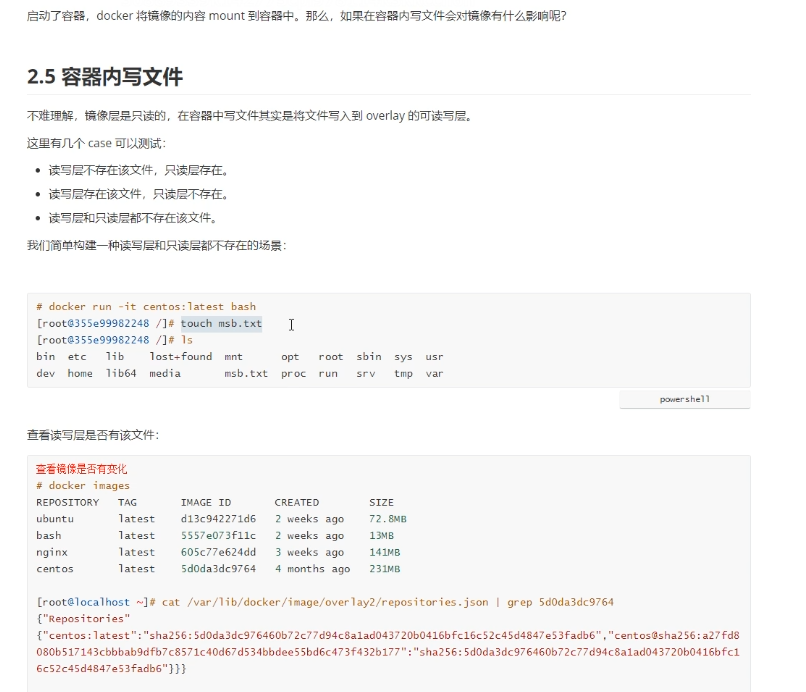 启动了容器，docker 将镜像的内容 mount 到容器中。那么，如果在容器内写文件会对镜像有什么影响呢？
2.5 容器内写文件
不难理解，镜像层是只读的，在容器中写文件其实是将文件写入到 overlay 的可读写层。
这里有几个 case 可以测试：
• 读写层不存在该文件，只读层存在。
• 读写层存在该文件，只读层不存在。
• 读写层和只读层都不存在该文件。
我们简单构建一种读写层和只读层都不存在的场景：
# docker run -it centos:latest bash
[root@355e99982248 /]# touch msb.txt
[root@355e99982248 /]# ls
bin  etc   lib    lost+found  mnt      opt   root  sbin  sys  usr
dev  home  lib64  media       msb.txt  proc  run   srv   tmp  var
powershell
查看读写层是否有该文件：
查看镜像是否有变化
# docker images
REPOSITORY   TAG      IMAGE ID       CREATED        SIZE
ubuntu       latest   d13c942271d6   2 weeks ago    72.8MB
bash         latest   5557e073f11c   2 weeks ago    13MB
nginx        latest   605c77e624dd   3 weeks ago    141MB
centos       latest   5d0da3dc9764   4 months ago   231MB
[root@localhost ~]# cat /var/lib/docker/image/overlay2/repositories.json | grep 5d0da3dc9764
{"Repositories"
{"centos:latest":"sha256:5d0da3dc976460b72c77d94c8a1ad043720b0416bfc16c52c45d4847e53fadb6","centos@sha256:a27fd8
080b517143cbbbab9dfb7c8571c40d67d534bbdee55bd6c473f432b177":"sha256:5d0da3dc976460b72c77d94c8a1ad043720b0416bfc1
6c52c45d4847e53fadb6"}}}